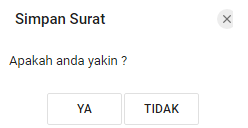 Simpan Surat
Apakah anda yakin ?
YA
TIDAK